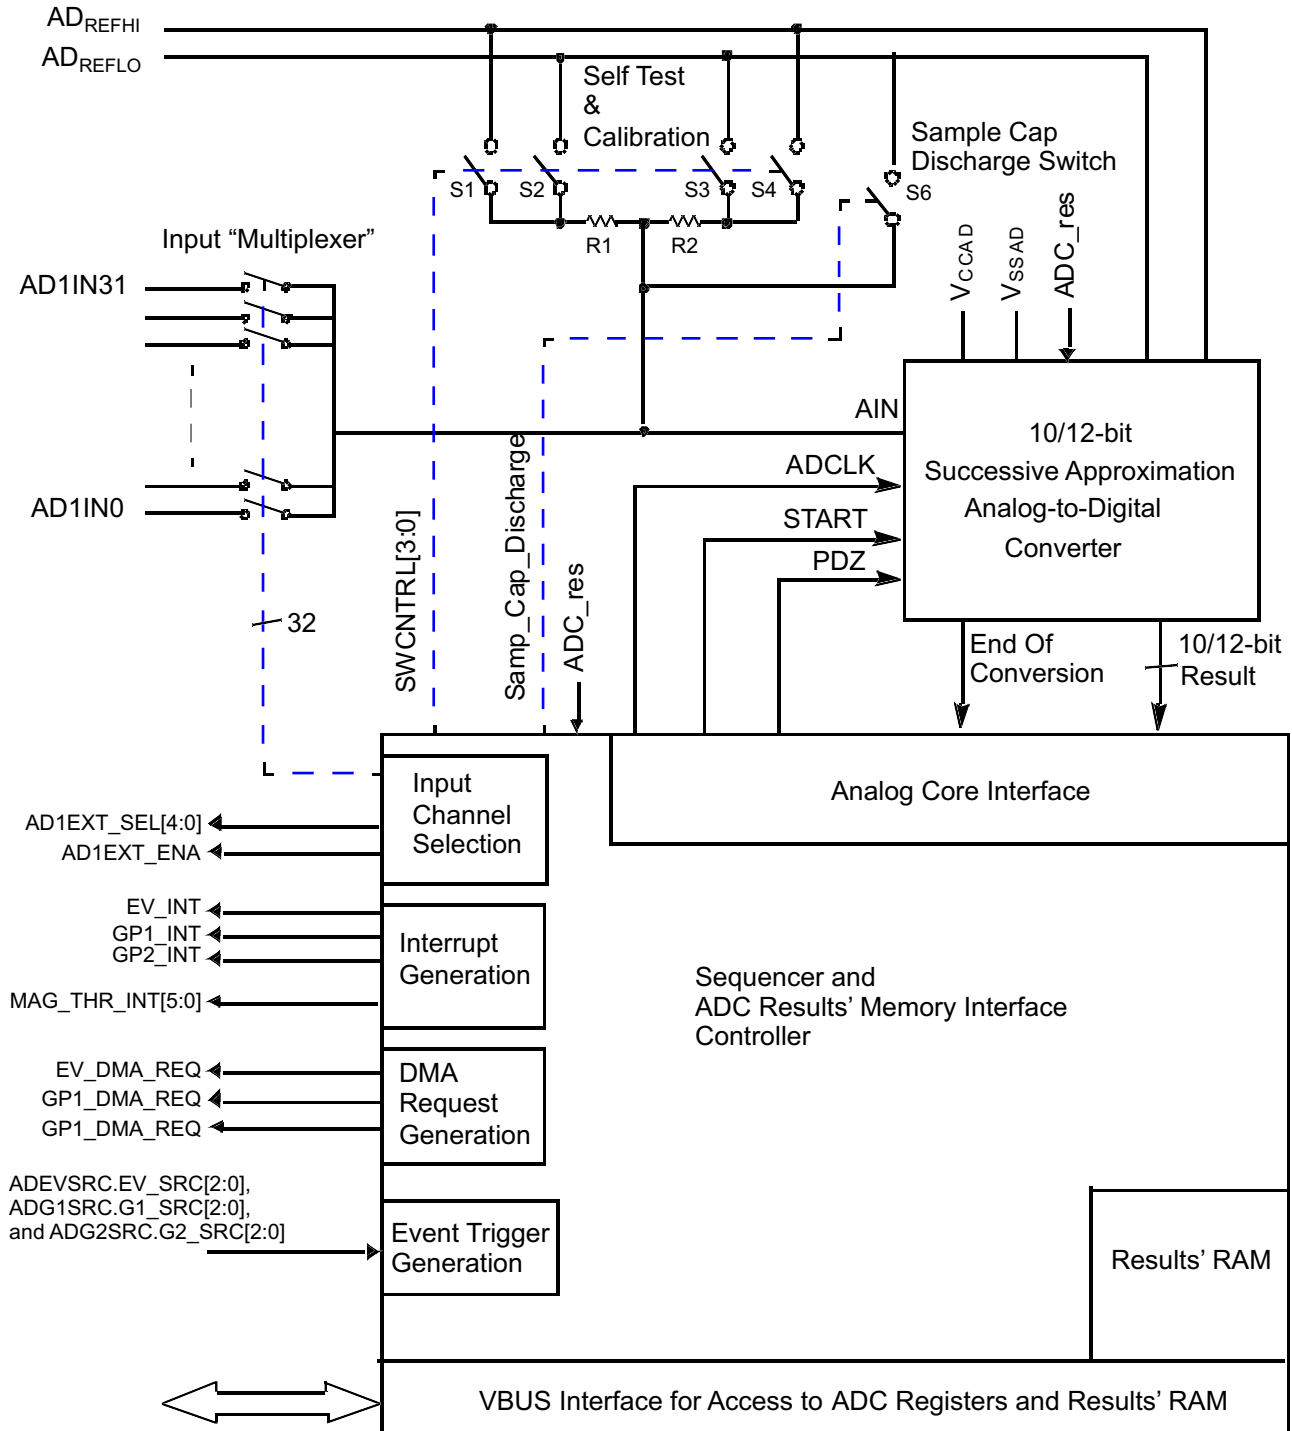 ADREFHI
ADREFLO
Self Test
&
Calibration
Sample Cap
Discharge Switch
S1
S2
S3
S4
S6
R1
R2
Input “Multiplexer”
VCCAD
VSSAD
ADC_res
AD1IN31
AIN
10/12-bit
Successive Approximation
Analog-to-Digital
Converter
ADCLK
START
PDZ
AD1IN0
SWCNTRL[3:0]
Samp_Cap_Discharge
ADC_res
32
End Of
Conversion
10/12-bit
Result
Input
Channel
Selection
Analog Core Interface
AD1EXT_SEL[4:0]
AD1EXT_ENA
EV_INT
GP1_INT
GP2_INT
MAG_THR_INT[5:0]
Interrupt
Generation
Sequencer and
ADC Results’ Memory Interface
Controller
EV_DMA_REQ
GP1_DMA_REQ
GP1_DMA_REQ
DMA
Request
Generation
ADEVSRC.EV_SRC[2:0],
ADG1SRC.G1_SRC[2:0],
and ADG2SRC.G2_SRC[2:0]
Event Trigger
Generation
Results’ RAM
VBUS Interface for Access to ADC Registers and Results’ RAM